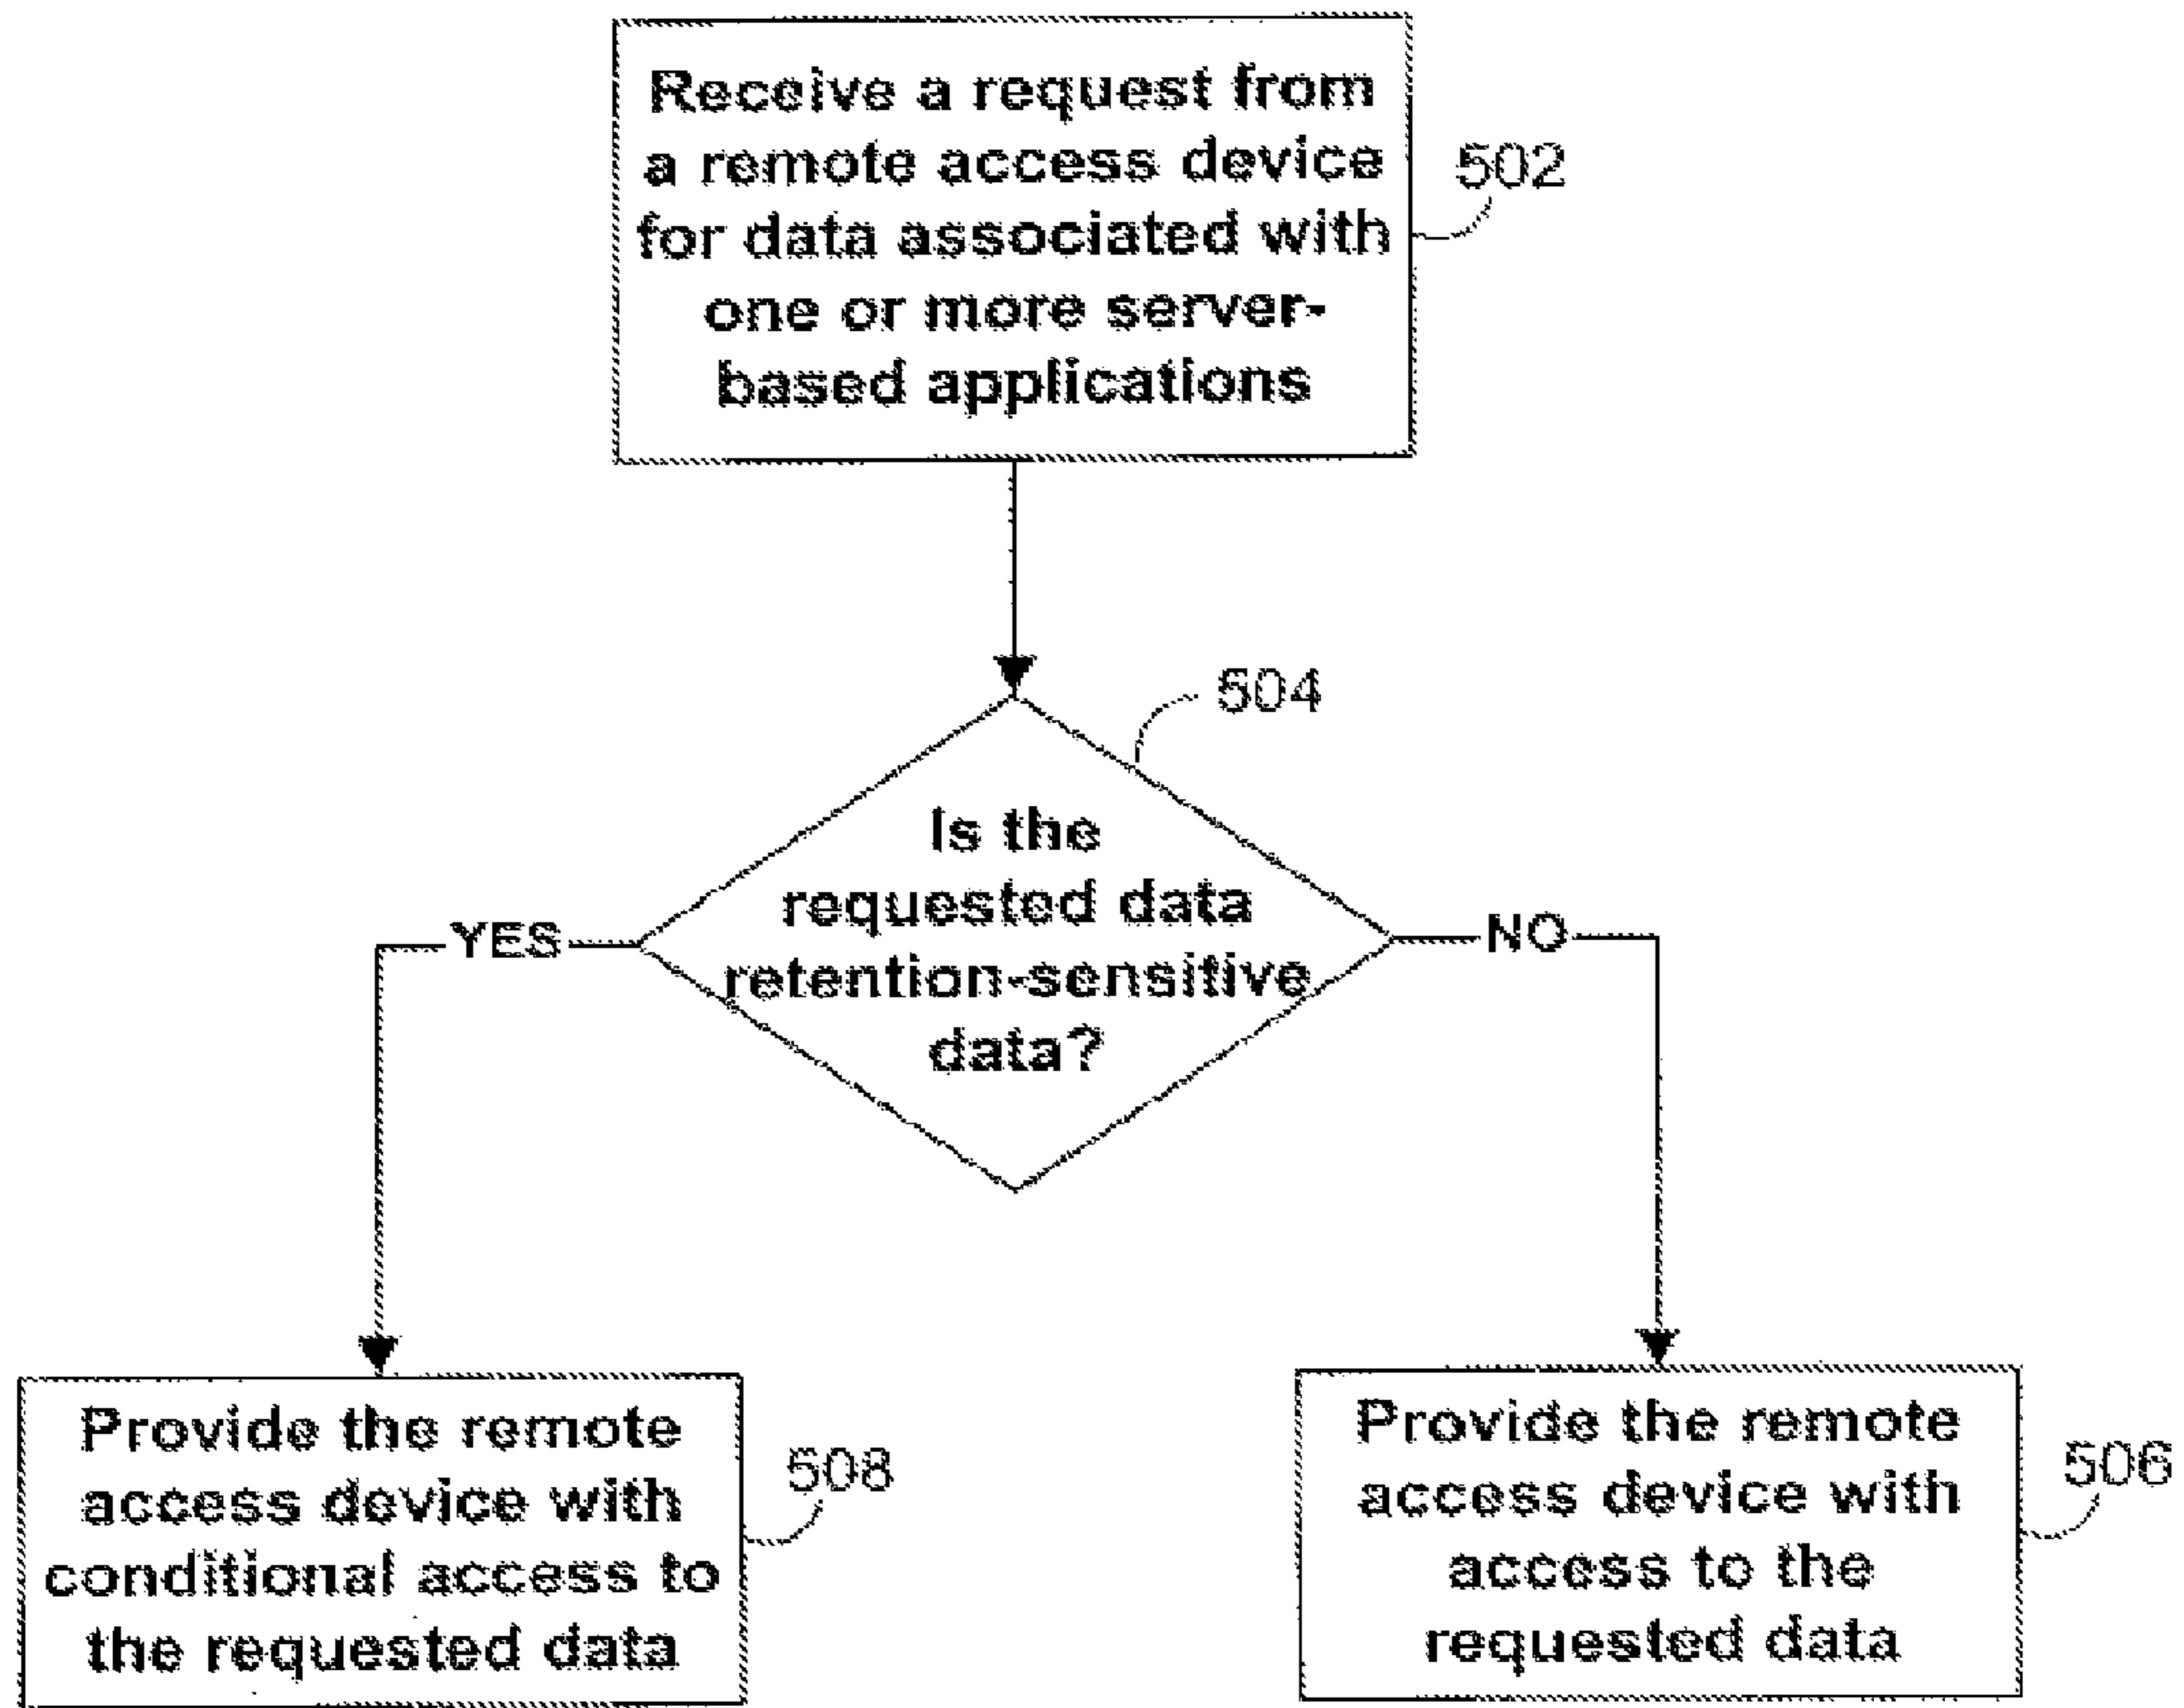 Receive a request from
a remote access device
for data associated with
one or more server-
based applications
502
504
Is the
requested data
retention-sensitive
data?
YES
NO
Provide the remote
access device with
conditional access to
the requested data
508
Provide the remote
access device with
access to the
requested data
506